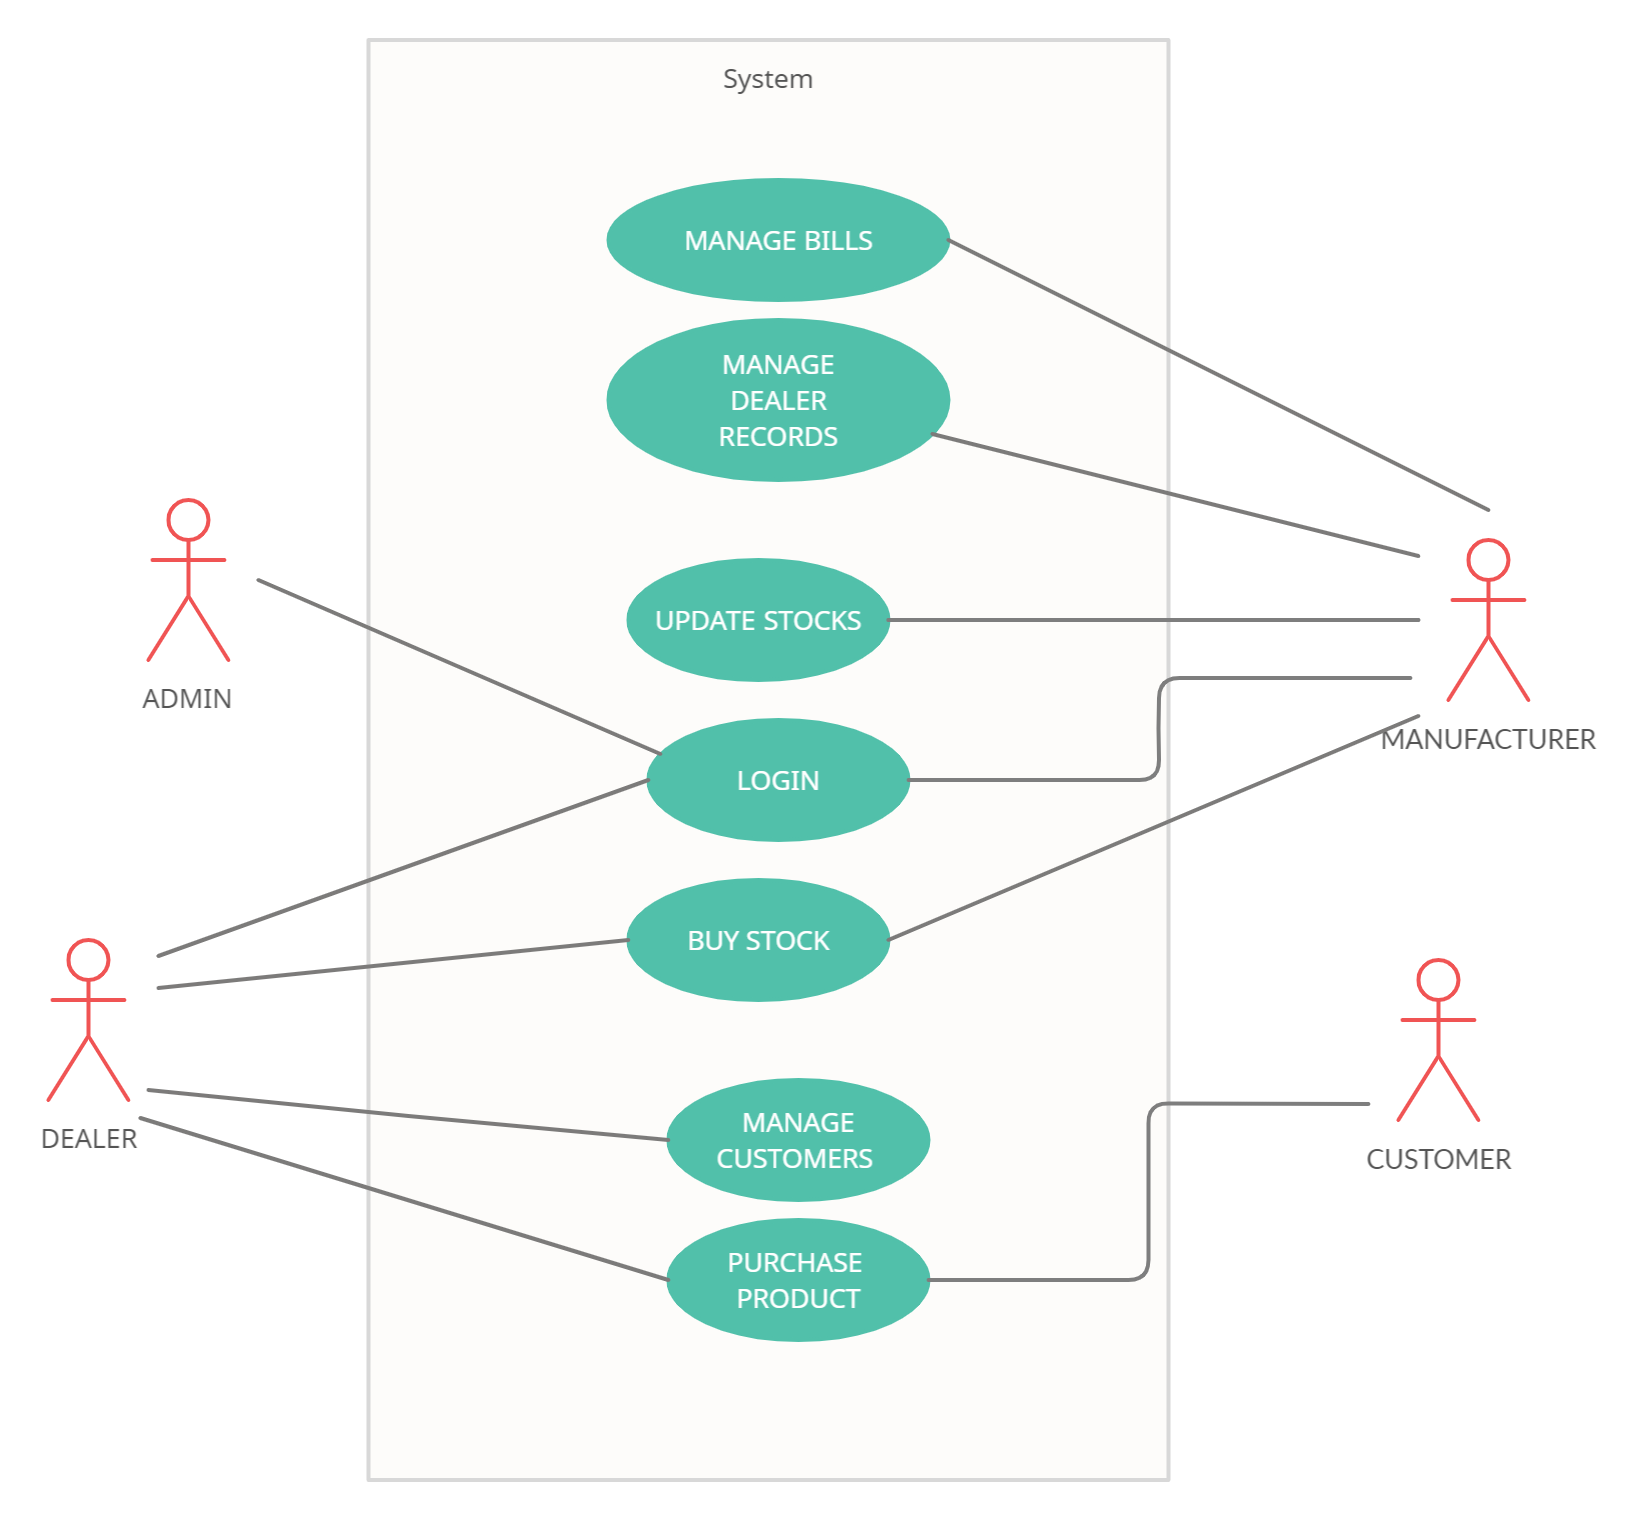 System
MANAGE BILLS
MANAGE
DEALER
RECORDS
UPDATE STOCKS
ADMIN
MANUFACTURER
LOGIN
BUY STOCK
DEALER
MANAGE
CUSTOMERS
CUSTOMER
PURCHASE
PRODUCT